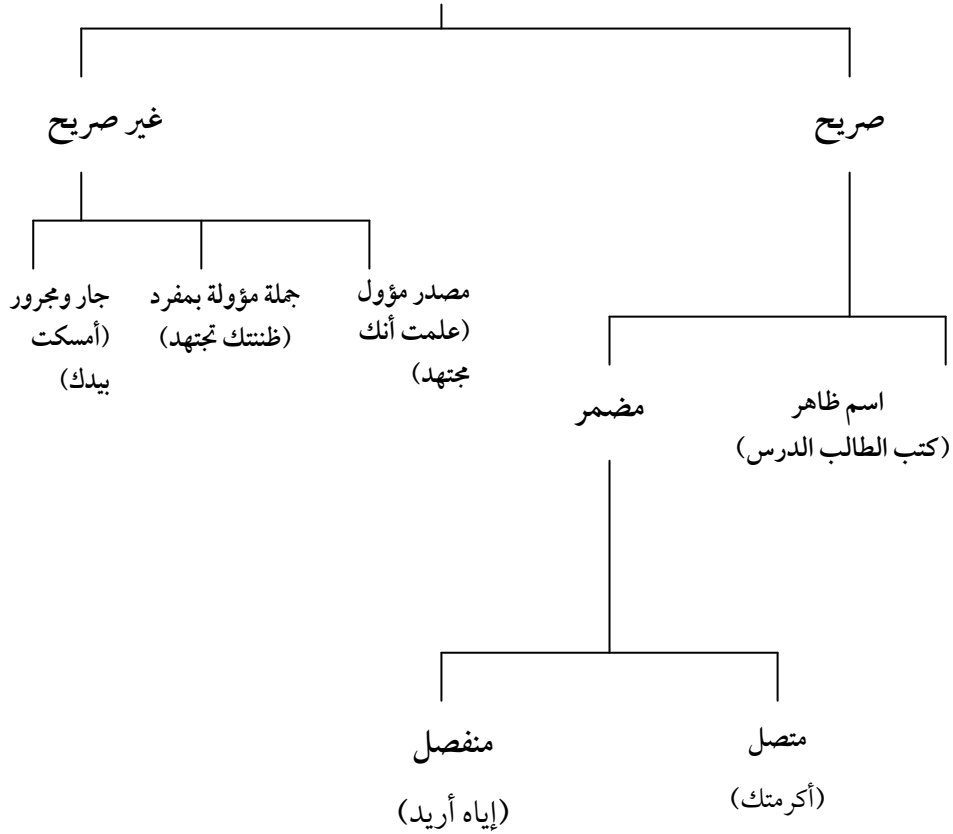 صريح
غير صريح
مصدر مؤول
(علمت أنك
مجتهد)
جملة مؤولة بمفرد
(ظننتك تجتهد)
جار ومجرور
(أمسكت
بيدك)
اسم ظاهر
(كتب الطالب الدرس)
مضمر
متصل
(أكرمتك)
منفصل
(إياه أريد)